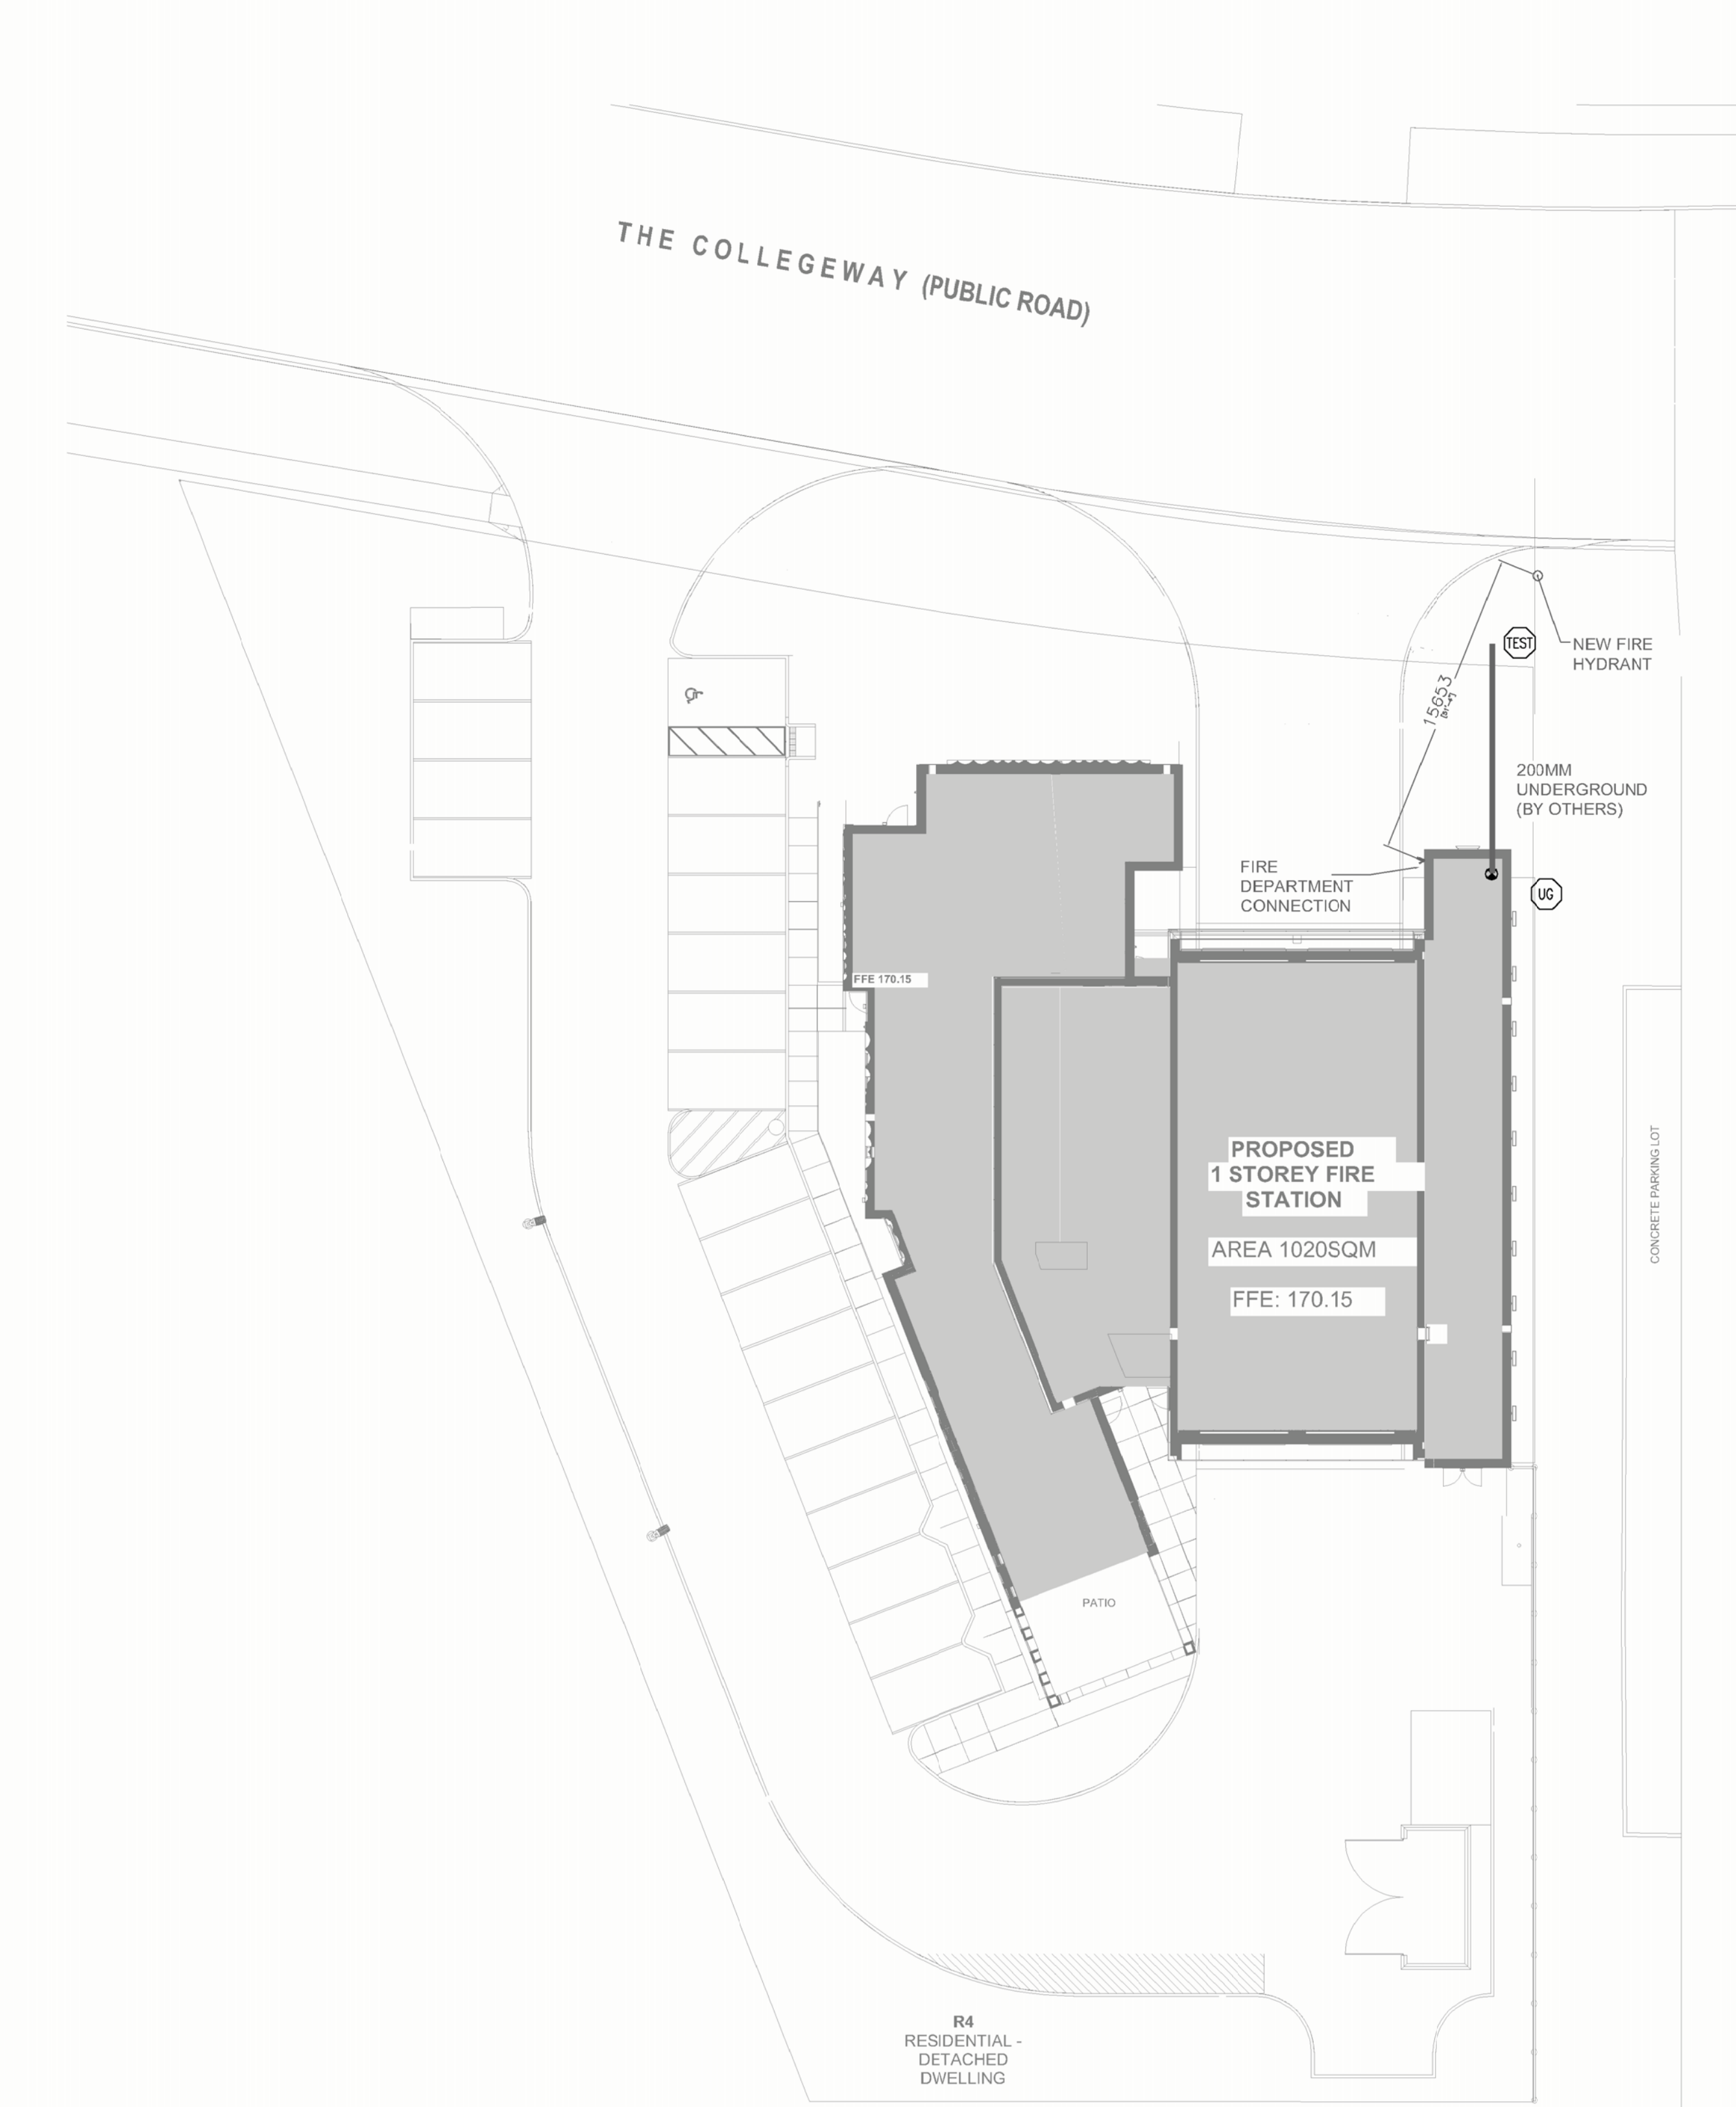 THE COLLEGEWAY (PUBLIC ROAD)
TEST
NEW FIRE
HYDRANT
15653
200MM
UNDERGROUND
(BY OTHERS)
FIRE
DEPARTMENT
CONNECTION
UG
FFE 170.15
PROPOSED
1 STOREY FIRE
STATION
AREA 1020SQM
FFE: 170.15
CONCRETE PARKING LOT
PATIO
R4
RESIDENTIAL -
DETACHED
DWELLING